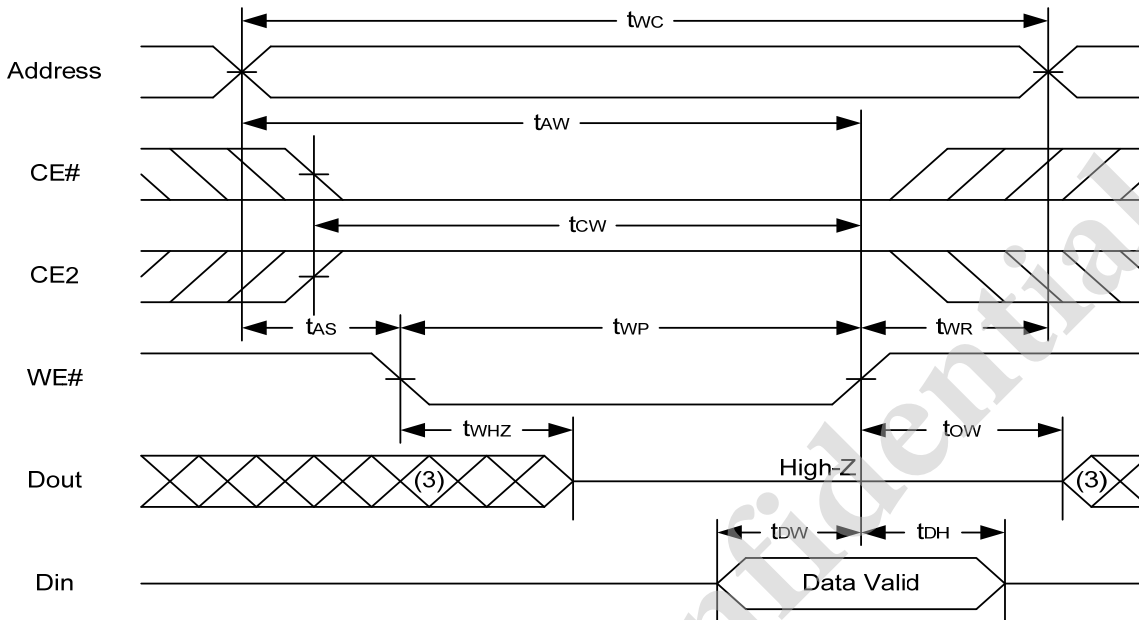 tWC
Address
tAW
CE#
tCW
CE2
tAS tWP tWR
WE#
tWHZ tOW
Dout (3) High-Z (3)
tDW tDH
Din Data Valid
nfidential